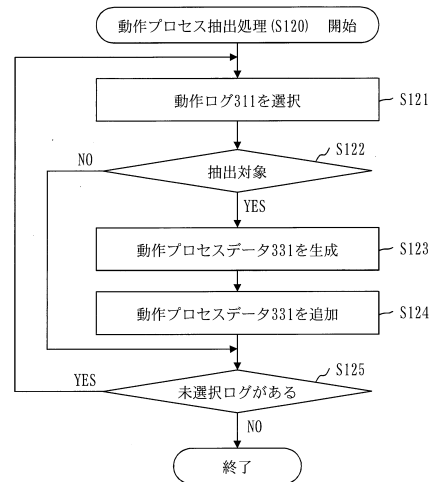 動作プロセス抽出処理(S120) 開始
動作ログ311を選択
S121
S122
NO
抽出対象
YES
動作プロセスデータ331を生成
S123
動作プロセスデータ331を追加
S124
S125
YES
未選択ログがある
NO
終了